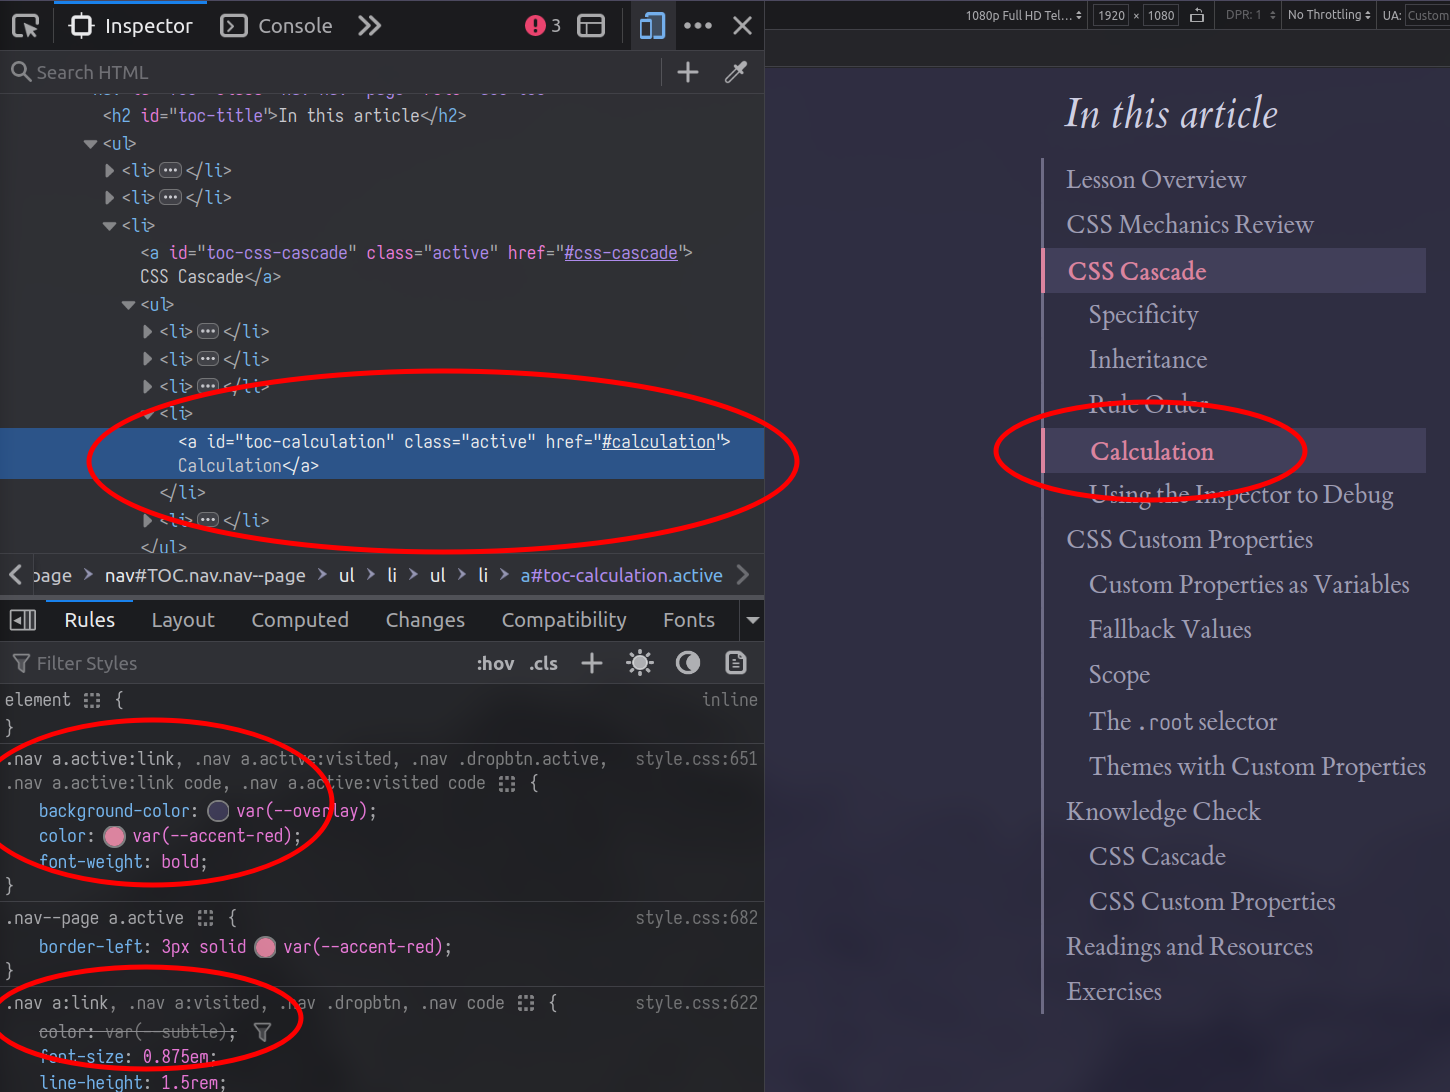 Inspector
Console
3
Search HTML
<h2 id="toc-title">In this article</h2>
<ul>
<li></li>
<li></li>
<li>
<a id="toc-css-cascade" class="active" href="#css-cascade">
CSS Cascade</a>
<ul>
<li></li>
<li></li>
<li></li>
<li>
<a id="toc-calculation" class="active" href="#calculation">
Calculation</a>
</li>
<li></li>
</ul>
page > nav#TOC.nav.nav--page > ul > li > ul > li > a#toc-calculation.active
Rules Layout Computed Changes Compatibility Fonts
Filter Styles
:hov .cls
element { inline
}
.nav a.active:link, .nav a.active:visited, .nav .dropbtn.active, style.css:651
.nav a.active:link code, .nav a.active:visited code {
background-color: var(--overlay);
color: var(--accent-red);
font-weight: bold;
}
.nav--page a.active { style.css:682
border-left: 3px solid var(--accent-red);
}
.nav a:link, .nav a:visited, .nav .dropbtn, .nav code { style.css:622
color: var(--subtle);
font-size: 0.875em;
line-height: 1.5rem;
1080p Full HD Tel... 1920 × 1080 DPR: 1 No Throttling UA: Custom
In this article
Lesson Overview
CSS Mechanics Review
CSS Cascade
Specificity
Inheritance
Rule Order
Calculation
Using the Inspector to Debug
CSS Custom Properties
Custom Properties as Variables
Fallback Values
Scope
The .root selector
Themes with Custom Properties
Knowledge Check
CSS Cascade
CSS Custom Properties
Readings and Resources
Exercises